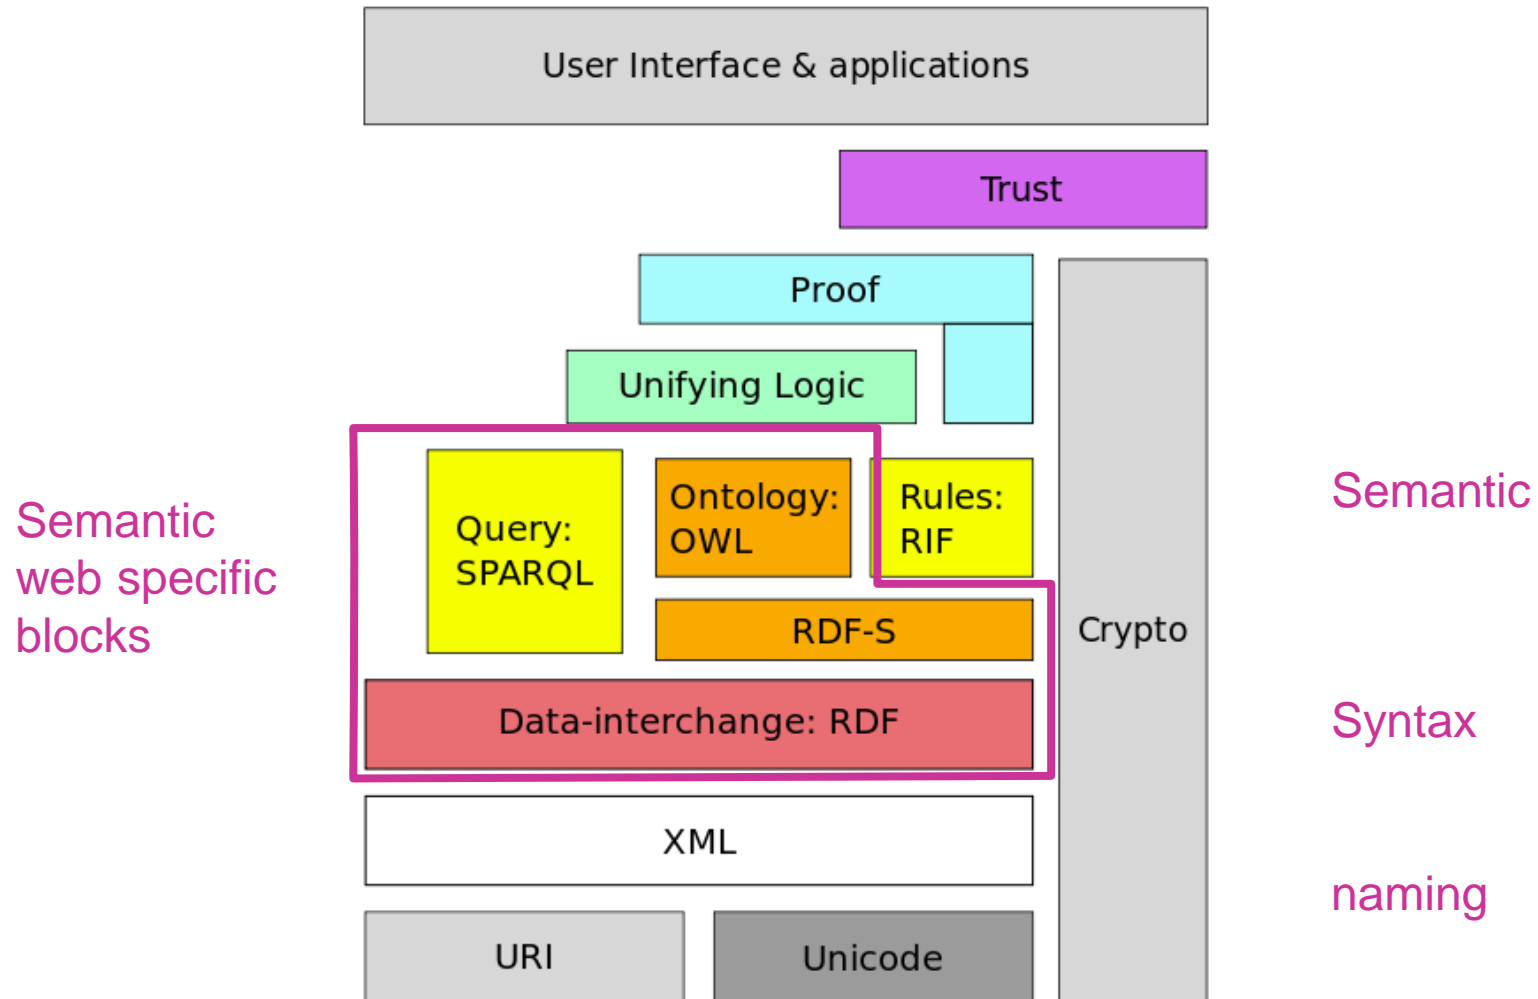 User Interface & applications
Trust
Proof
Unifying Logic
Semantic
web specific
blocks
Query:
SPARQL
Ontology:
OWL
Rules:
RIF
Semantic
RDF-S
Crypto
Data-interchange: RDF
Syntax
XML
naming
URI
Unicode